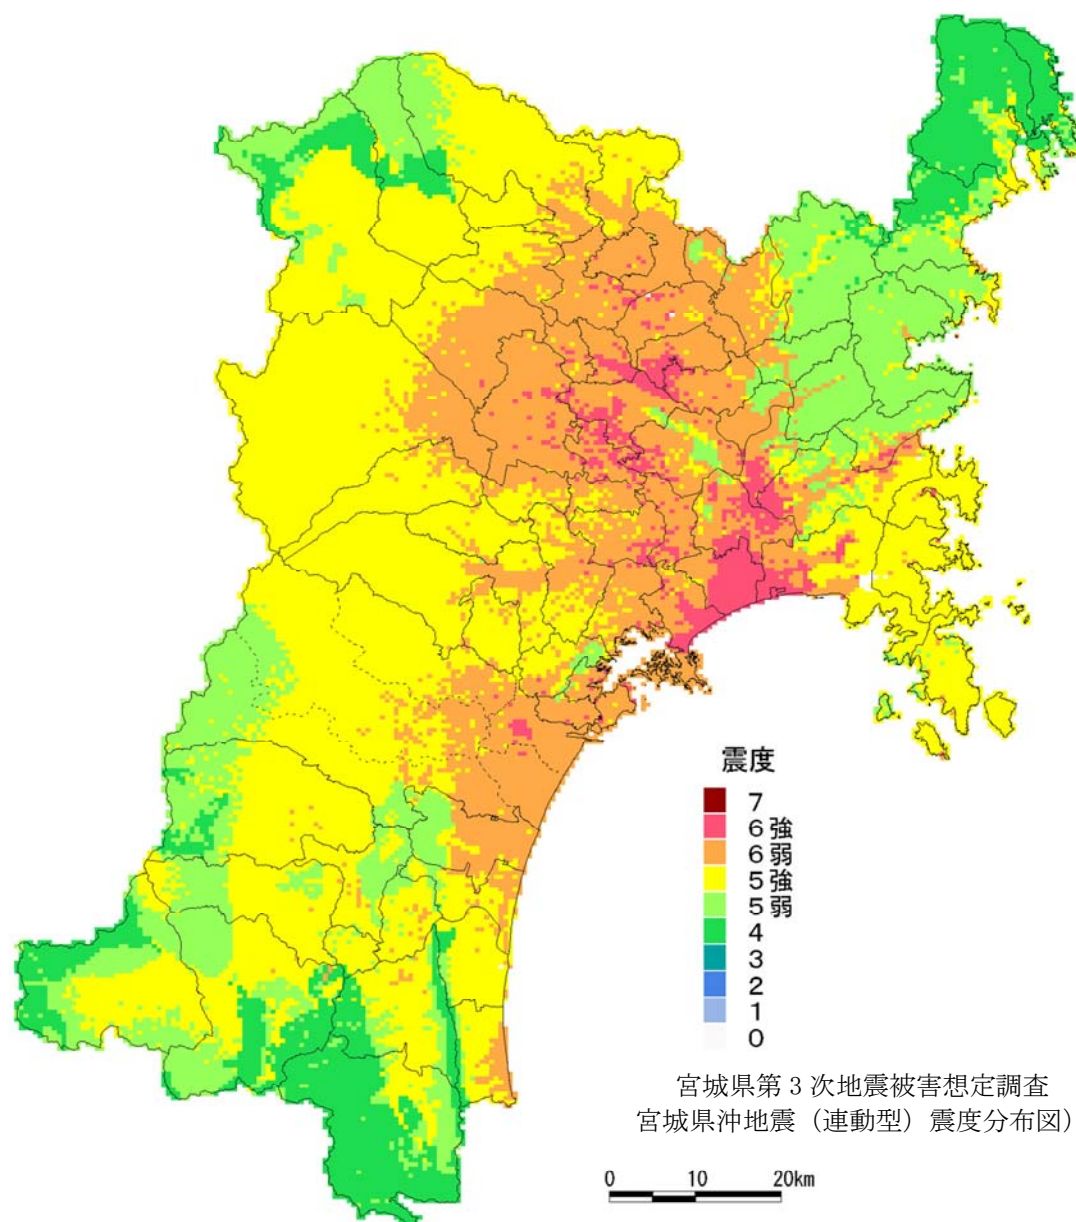 震度
7
6強
6弱
5強
5弱
4
3
2
1
0
宮城県第 3 次地震被害想定調査
宮城県沖地震（連動型）震度分布図）
0 10 20km